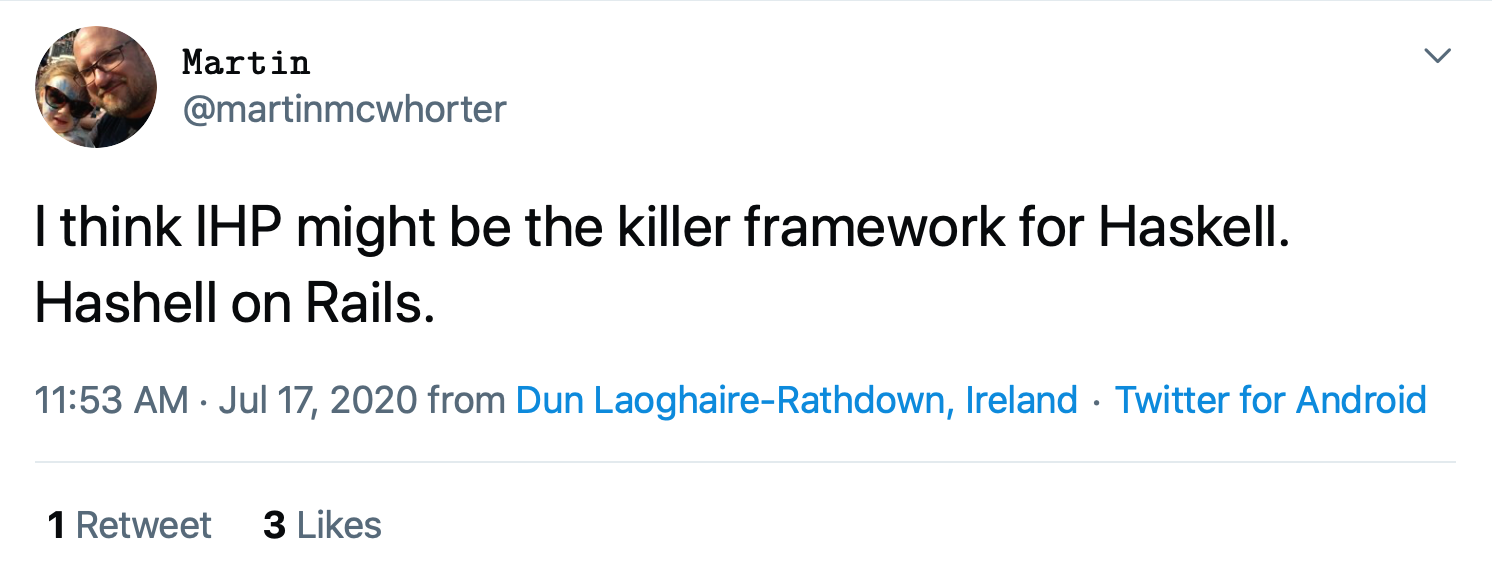 Martin
@martinmcwhorter
I think IHP might be the killer framework for Haskell.
Hashell on Rails.
11:53 AM · Jul 17, 2020 from Dun Laoghaire-Rathdown, Ireland · Twitter for Android
1 Retweet 3 Likes